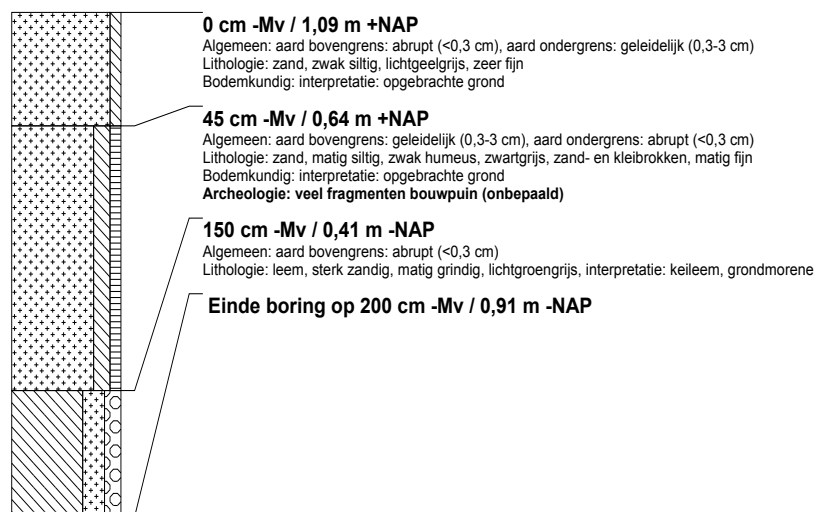 0 cm -Mv / 1,09 m +NAP
Algemeen: aard bovengrens: abrupt (<0,3 cm), aard ondergrens: geleidelijk (0,3-3 cm)
Lithologie: zand, zwak siltig, lichtgeelgrijs, zeer fijn
Bodemkundig: interpretatie: opgebrachte grond
45 cm -Mv / 0,64 m +NAP
Algemeen: aard bovengrens: geleidelijk (0,3-3 cm), aard ondergrens: abrupt (<0,3 cm)
Lithologie: zand, matig siltig, zwak humeus, zwartgrijs, zand- en kleibrokken, matig fijn
Bodemkundig: interpretatie: opgebrachte grond
Archeologie: veel fragmenten bouwpuin (onbepaald)
150 cm -Mv / 0,41 m -NAP
Algemeen: aard bovengrens: abrupt (<0,3 cm)
Lithologie: leem, sterk zandig, matig grindig, lichtgroengrijs, interpretatie: keileem, grondmorene
Einde boring op 200 cm -Mv / 0,91 m -NAP